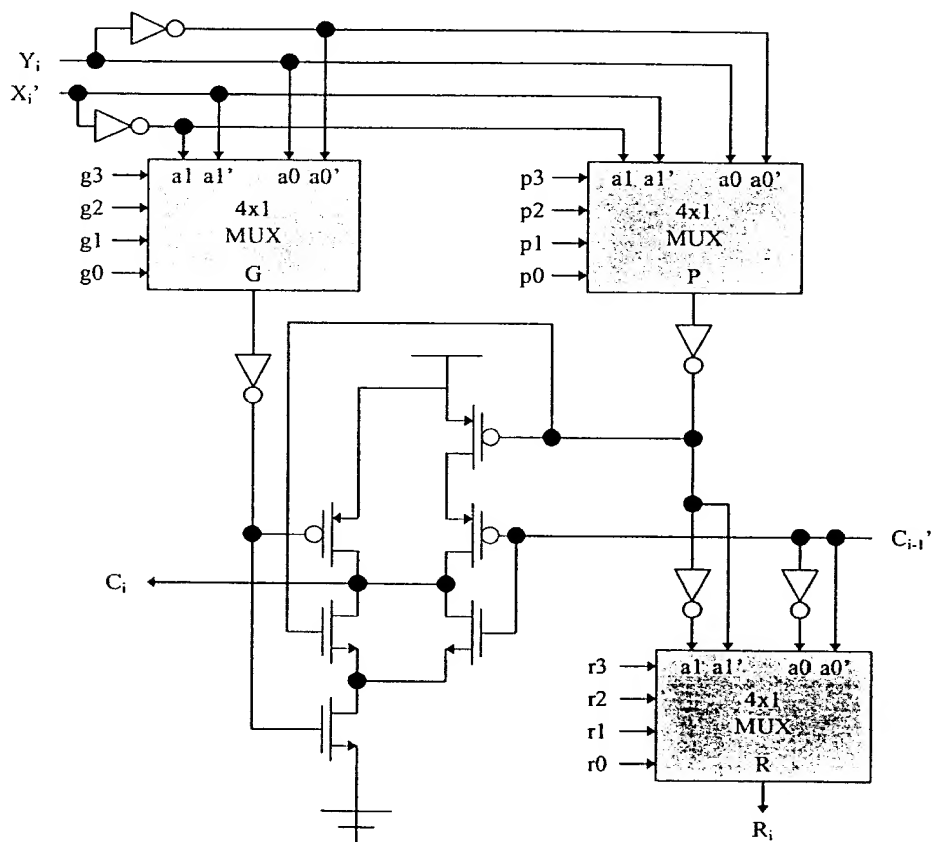 Yi
Xi'
g3
g2
g1
g0
a1 a1' a0 a0'
4x1
MUX
G
p3
p2
p1
p0
a1 a1' a0 a0'
4x1
MUX
P
Ci
Ci-1'
r3
r2
r1
r0
a1 a1' a0 a0'
4x1
MUX
R
Ri